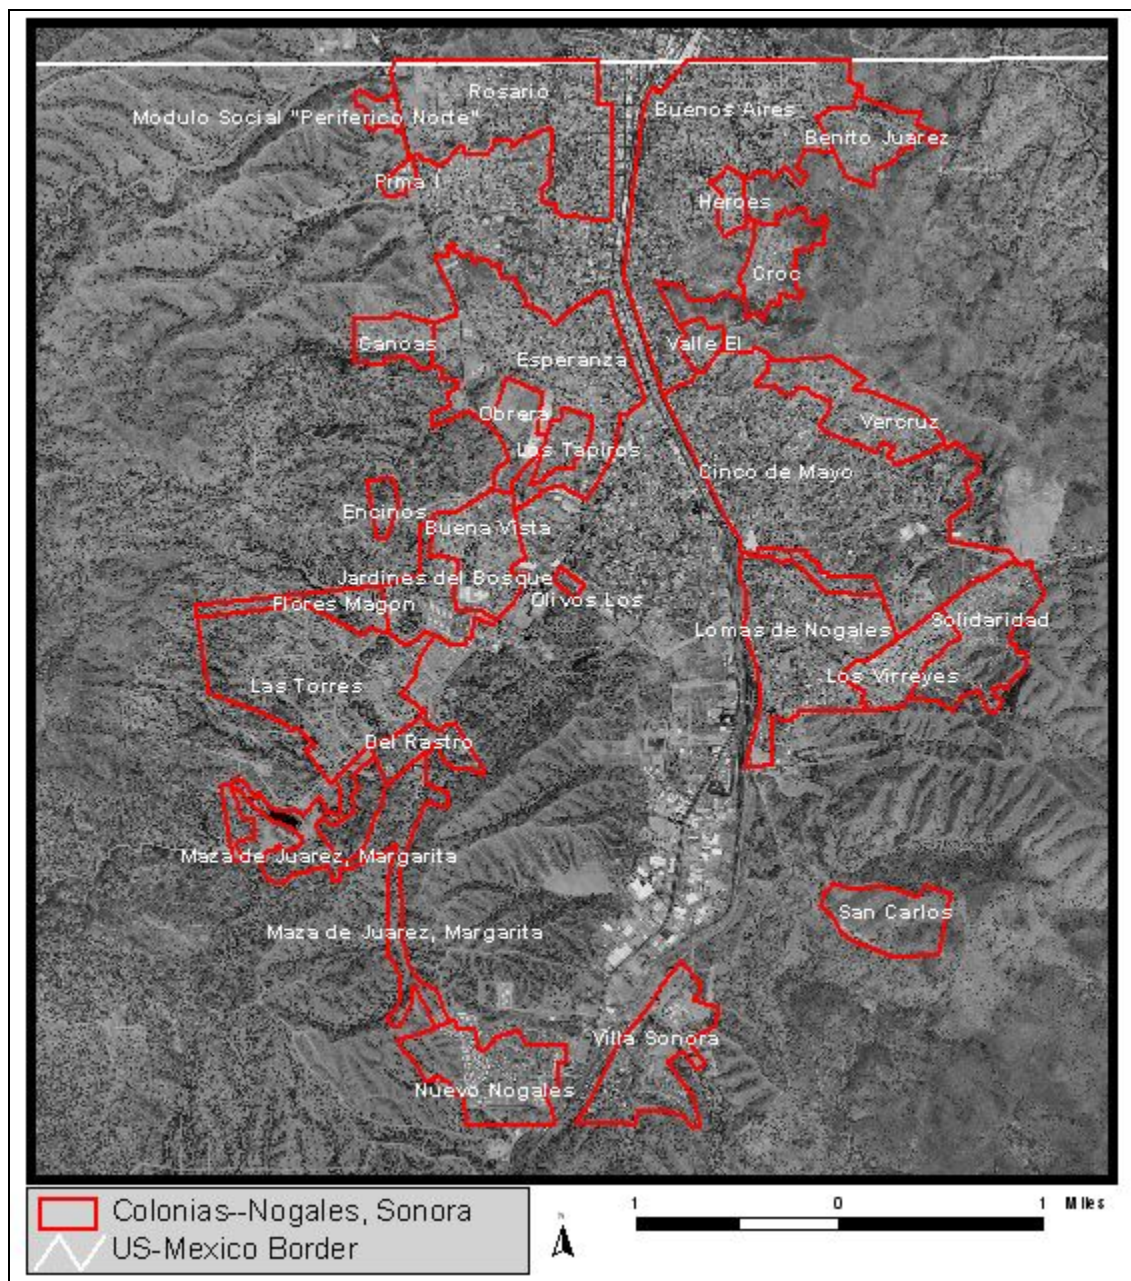 Rosario
Buenos Aires
Modulo Social "Periferico Norte"
Benito Juarez
Pima I
Heroes
Croc
Canoas
Valle El
Esperanza
Obrera
Vercruz
Los Tapiros
Cinco de Mayo
Encinos
Buena Vista
Jardines del Bosque
Flores Magon
Olivos Los
Solidaridad
Lomas de Nogales
Los Virreyes
Las Torres
Del Rastro
Maza de Juarez, Margarita
San Carlos
Maza de Juarez, Margarita
Villa Sonora
Nuevo Nogales
Colonias--Nogales, Sonora
US-Mexico Border
N
1 0 1 Miles